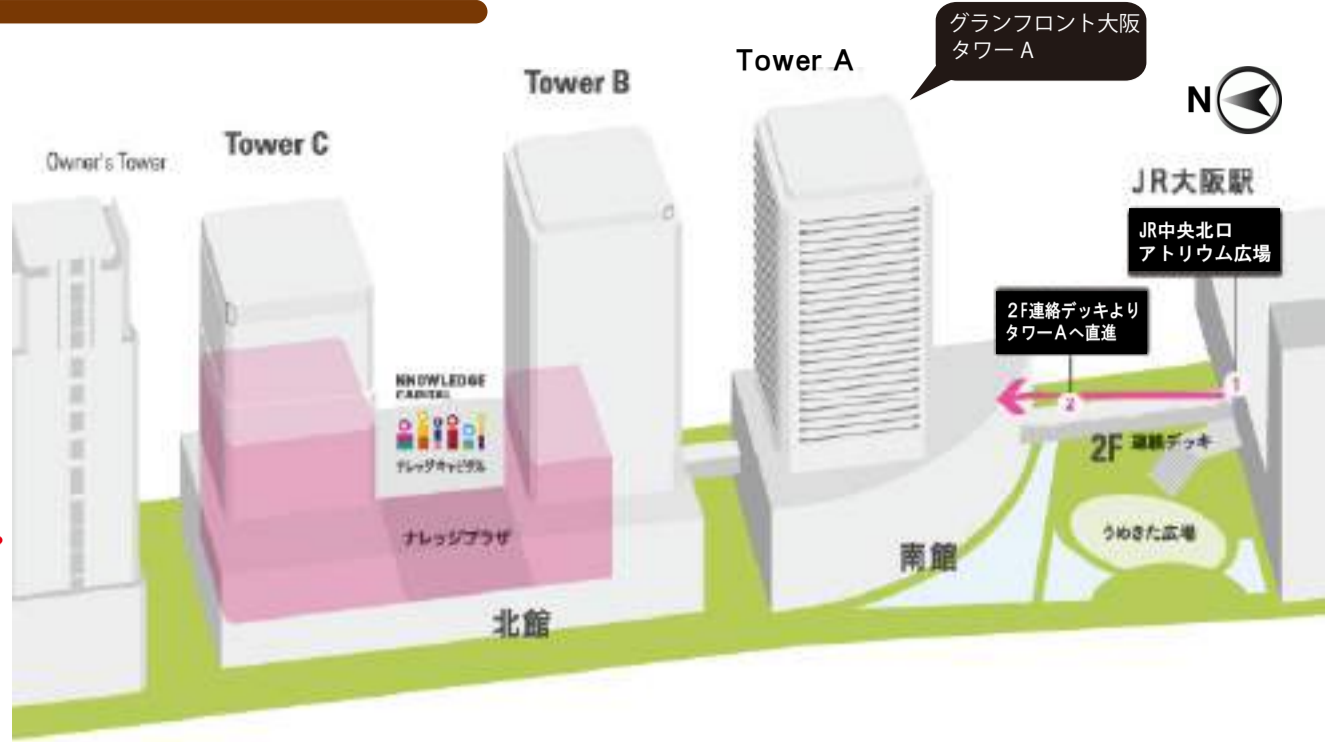 グランフロント大阪
タワー A
Tower A
Tower B
Tower C
Owner's Tower
N
JR大阪駅
JR中央北口
アトリウム広場
2F連絡デッキより
タワーAへ直進
1
2
2F 連絡デッキ
KNOWLEDGE
CAPITAL
ナレッジキャピタル
ナレッジプラザ
うめきた広場
南館
北館